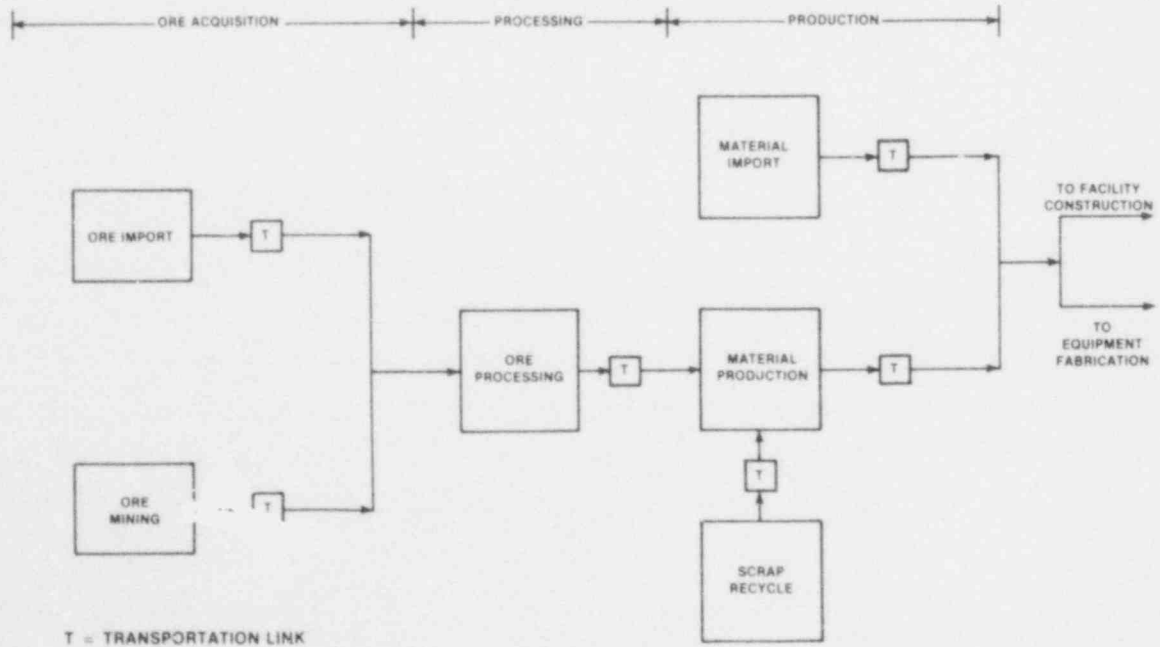 ORE ACQUISITION
PROCESSING
PRODUCTION
MATERIAL
IMPORT
T
TO FACILITY
CONSTRUCTION
ORE IMPORT
T
ORE
PROCESSING
T
MATERIAL
PRODUCTION
T
TO
EQUIPMENT
FABRICATION
T
ORE
MINING
T
SCRAP
RECYCLE
T = TRANSPORTATION LINK